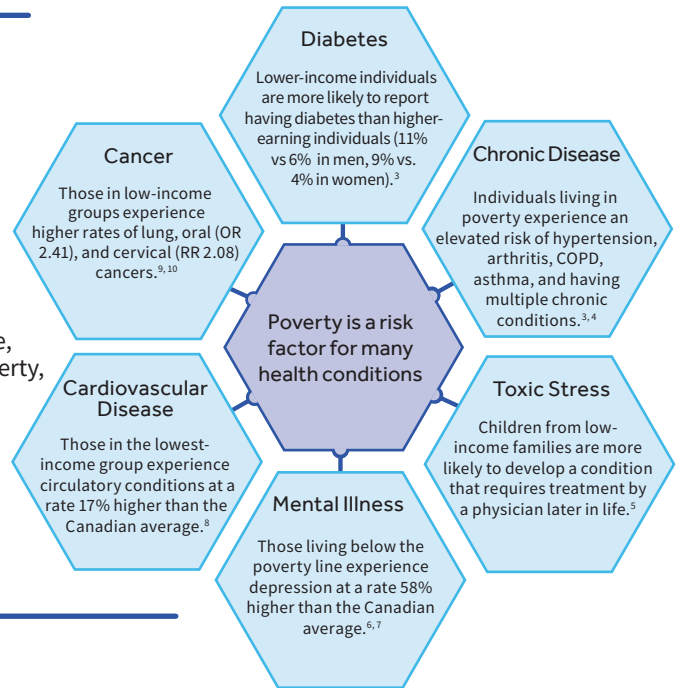 Diabetes
Lower-income individuals
are more likely to report
having diabetes than higher-
earning individuals (11%
vs 6% in men, 9% vs.
4% in women).³
Cancer
Those in low-income
groups experience
higher rates of lung, oral (OR
2.41), and cervical (RR 2.08)
cancers.⁹,¹⁰
Chronic Disease
Individuals living in
poverty experience an
elevated risk of hypertension,
arthritis, COPD,
asthma, and having
multiple chronic
conditions.³,⁴
Poverty is a risk
factor for many
health conditions
e,
erty,
Cardiovascular
Disease
Those in the lowest-
income group experience
circulatory conditions at a
rate 17% higher than the
Canadian average.⁸
Toxic Stress
Children from low-
income families are more
likely to develop a condition
that requires treatment by
a physician later in life.⁵
Mental Illness
Those living below the
poverty line experience
depression at a rate 58%
higher than the Canadian
average.⁶,⁷